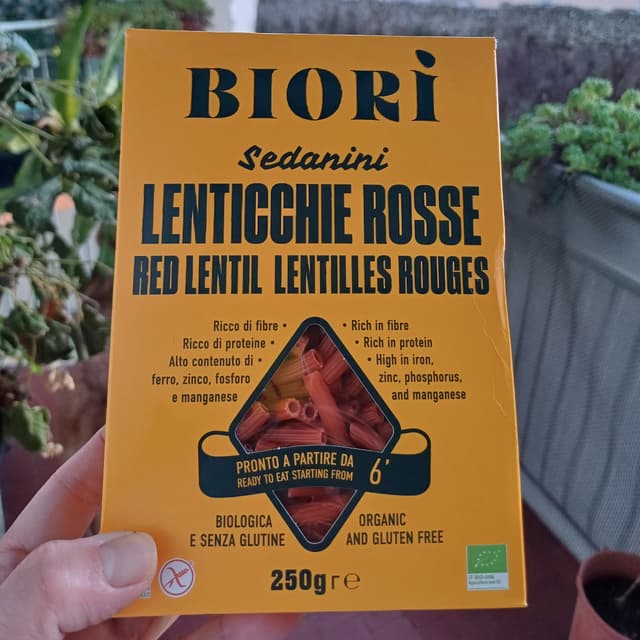 BIORÌ
Sedanini
LENTICCHIE ROSSE
RED LENTIL LENTILLES ROUGES
Ricco di fibre •
Ricco di proteine •
Alto contenuto di •
ferro, zinco, fosforo
e manganese
• Rich in fibre
• Rich in protein
• High in iron,
zinc, phosphorus,
and manganese
PRONTO A PARTIRE DA
READY TO EAT STARTING FROM
6'
BIOLOGICA
E SENZA GLUTINE
ORGANIC
AND GLUTEN FREE
250g r e